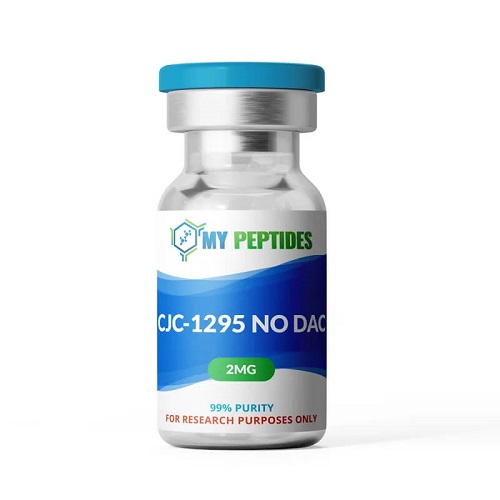 MY PEPTIDES
CJC-1295 NO DAC
2MG
99% PURITY
FOR RESEARCH PURPOSES ONLY